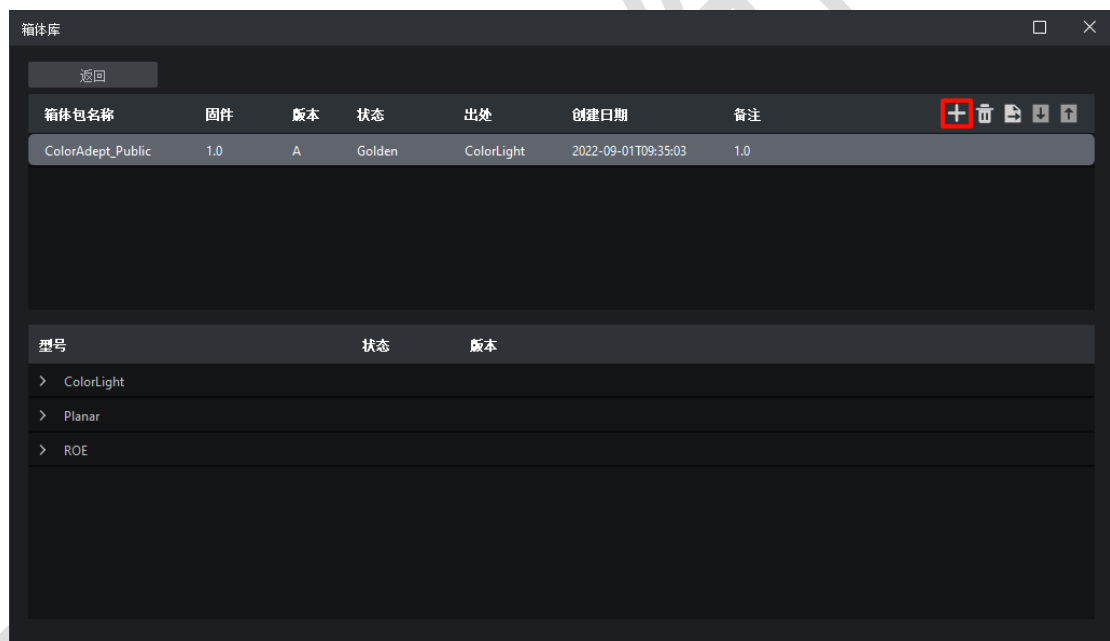 箱体库
返回
箱体包名称 固件 版本 状态 出处 创建日期 备注
ColorAdept_Public 1.0 A Golden ColorLight 2022-09-01T09:35:03 1.0
型号 状态 版本
ColorLight
Planar
ROE